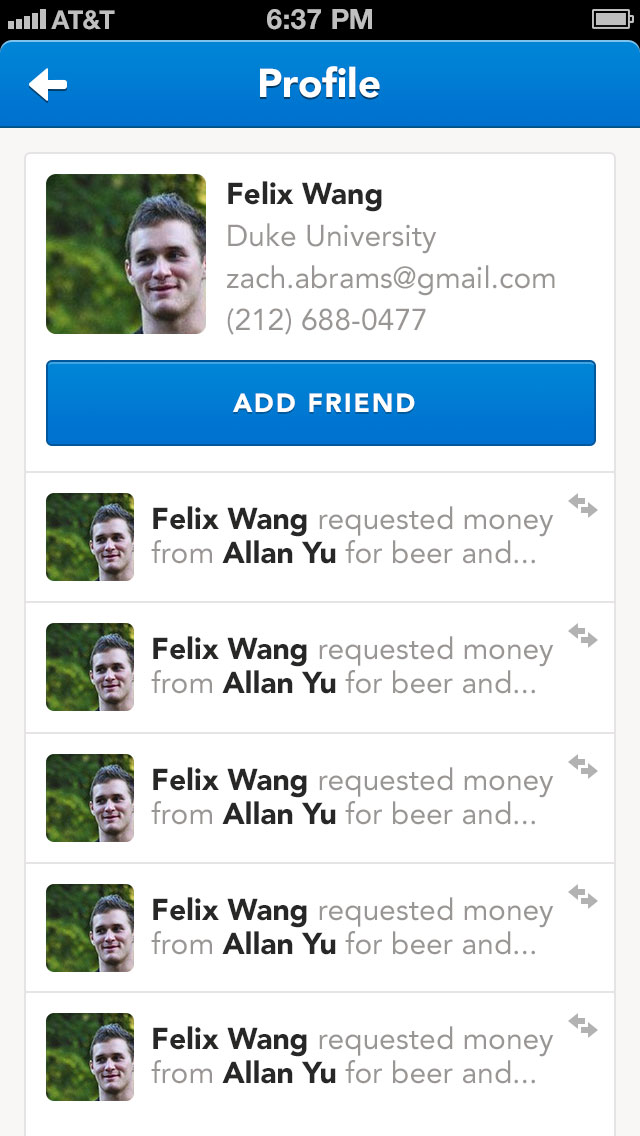 AT&T 6:37 PM
Profile
Felix Wang
Duke University
zach.abrams@gmail.com
(212) 688-0477
ADD FRIEND
Felix Wang requested money
from Allan Yu for beer and...
Felix Wang requested money
from Allan Yu for beer and...
Felix Wang requested money
from Allan Yu for beer and...
Felix Wang requested money
from Allan Yu for beer and...
Felix Wang requested money
from Allan Yu for beer and...